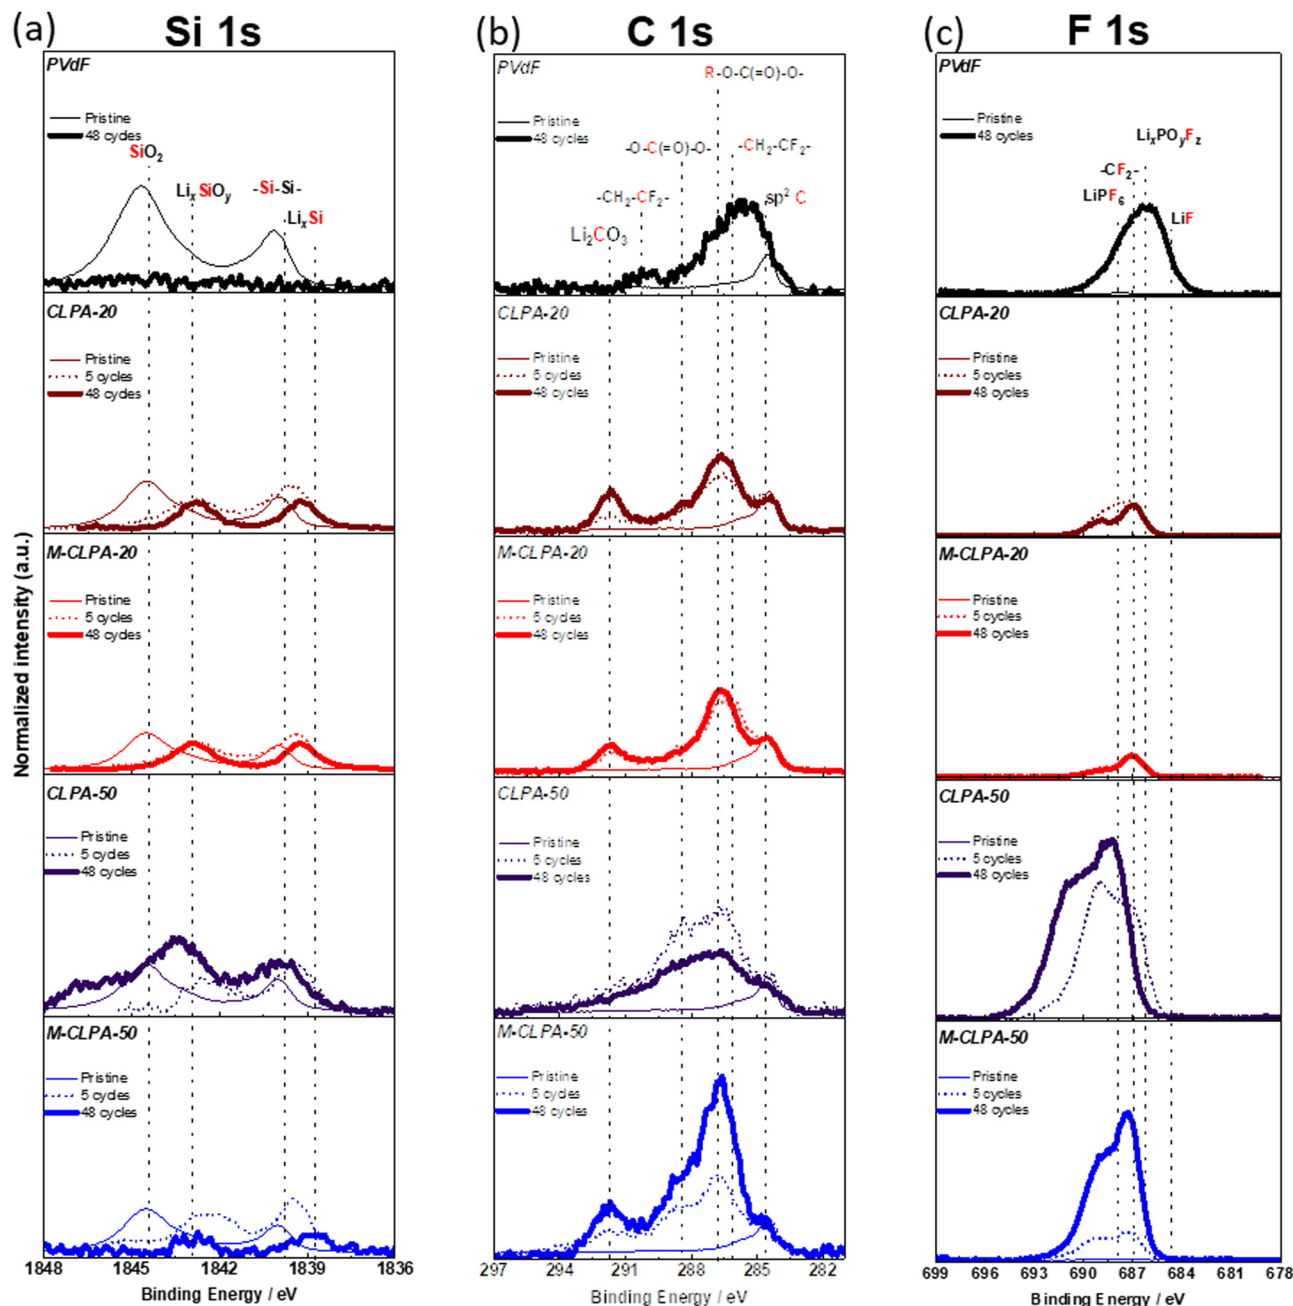 (a) Si 1s
PVdF
Pristine
48 cycles
SiO2
LixSiOy
-Si-Si-
LixSi
CLPA-20
Pristine
5 cycles
48 cycles
M-CLPA-20
Pristine
5 cycles
48 cycles
CLPA-50
Pristine
5 cycles
48 cycles
M-CLPA-50
Pristine
5 cycles
48 cycles
1848 1845 1842 1839 1836
Binding Energy / eV
Normalized intensity (a.u.)
(b) C 1s
PVdF
R-O-C(=O)-O-
Pristine
48 cycles
-O-C(=O)-O-
-CH2-CF2-
-CH2-CF2-
sp2 C
Li2CO3
CLPA-20
Pristine
5 cycles
48 cycles
M-CLPA-20
Pristine
5 cycles
48 cycles
CLPA-50
Pristine
5 cycles
48 cycles
M-CLPA-50
Pristine
5 cycles
48 cycles
297 294 291 288 285 282
Binding Energy / eV
(c) F 1s
PVdF
Pristine
48 cycles
LixPOyFz
-CF2-
LiPF6
LiF
CLPA-20
Pristine
5 cycles
48 cycles
M-CLPA-20
Pristine
5 cycles
48 cycles
CLPA-50
Pristine
5 cycles
48 cycles
M-CLPA-50
Pristine
5 cycles
48 cycles
699 696 693 690 687 684 681 678
Binding Energy / eV